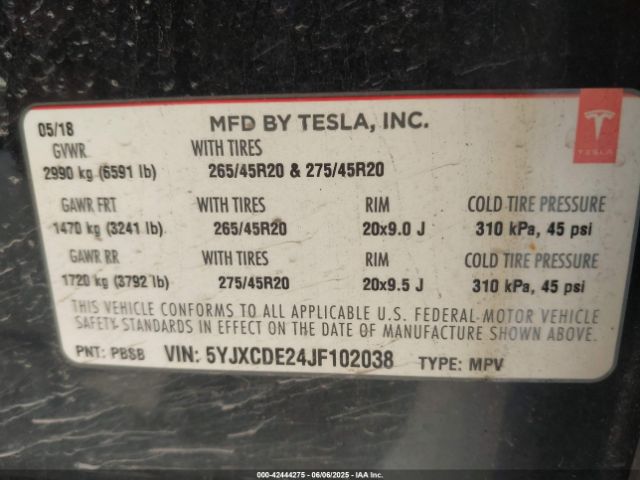 05/18 MFD BY TESLA, INC.
TESLA
GVWR WITH TIRES
2990 kg (6591 lb) 265/45R20 & 275/45R20
GAWR FRT WITH TIRES RIM COLD TIRE PRESSURE
1470 kg (3241 lb) 265/45R20 20x9.0 J 310 kPa, 45 psi
GAWR RR WITH TIRES RIM COLD TIRE PRESSURE
1720 kg (3792 lb) 275/45R20 20x9.5 J 310 kPa, 45 psi
THIS VEHICLE CONFORMS TO ALL APPLICABLE U.S. FEDERAL MOTOR VEHICLE
SAFETY STANDARDS IN EFFECT ON THE DATE OF MANUFACTURE SHOWN ABOVE.
PNT: PBSB VIN: 5YJXCDE24JF102038 TYPE: MPV
000-42444275 - 06/06/2025 - IAA Inc.